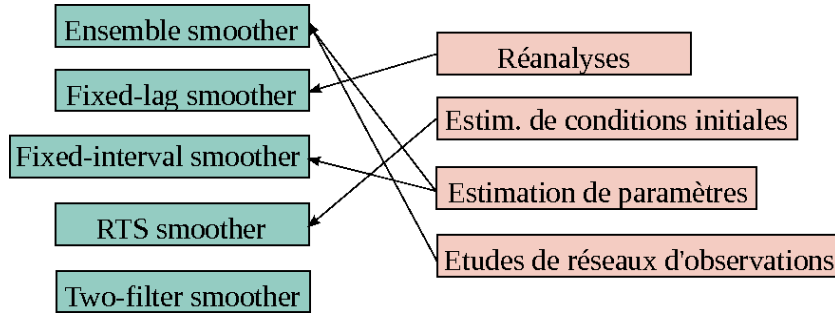 Ensemble smoother
Fixed-lag smoother
Fixed-interval smoother
RTS smoother
Two-filter smoother
Réanalyses
Estim. de conditions initiales
Estimation de paramètres
Etudes de réseaux d'observations